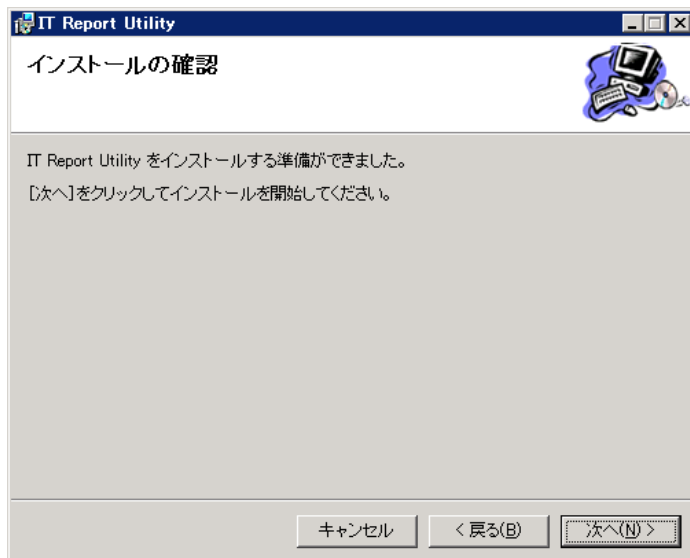 IT Report Utility
インストールの確認
IT Report Utility をインストールする準備ができました。
[次へ]をクリックしてインストールを開始してください。
キャンセル
< 戻る(B)
次へ(N) >